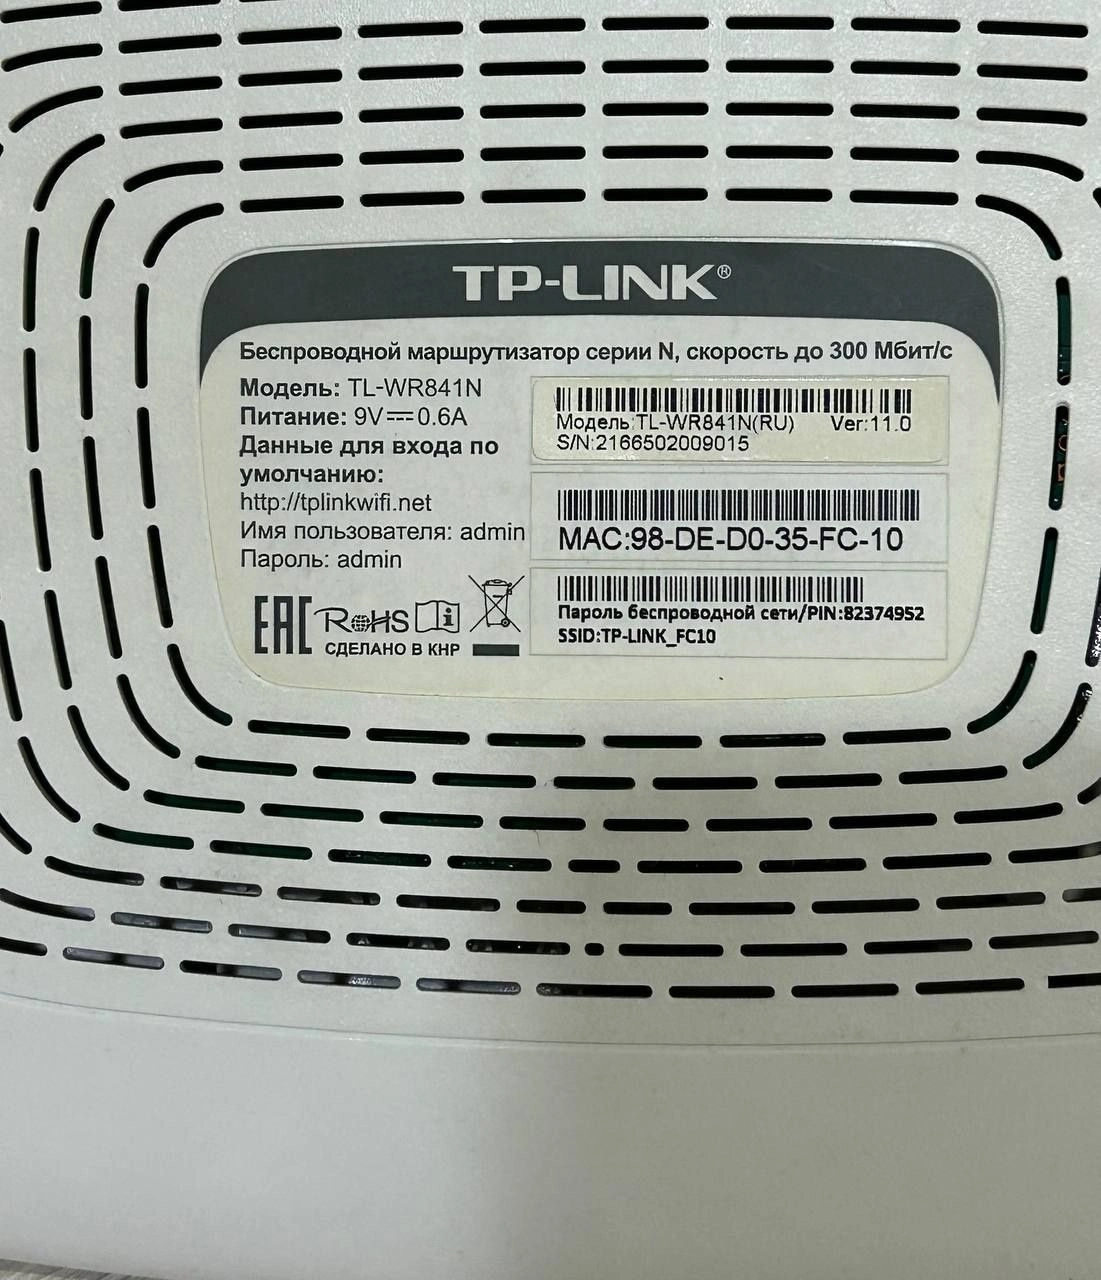 TP-LINK®
Беспроводной маршрутизатор серии N, скорость до 300 Мбит/с
Модель: TL-WR841N
Питание: 9V⎓0.6A
Данные для входа по
умолчанию:
http://tplinkwifi.net
Имя пользователя: admin
Пароль: admin
EAC RoHS
СДЕЛАНО В КНР
Модель:TL-WR841N(RU) Ver:11.0
S/N:2166502009015
MAC:98-DE-D0-35-FC-10
Пароль беспроводной сети/PIN:82374952
SSID:TP-LINK_FC10